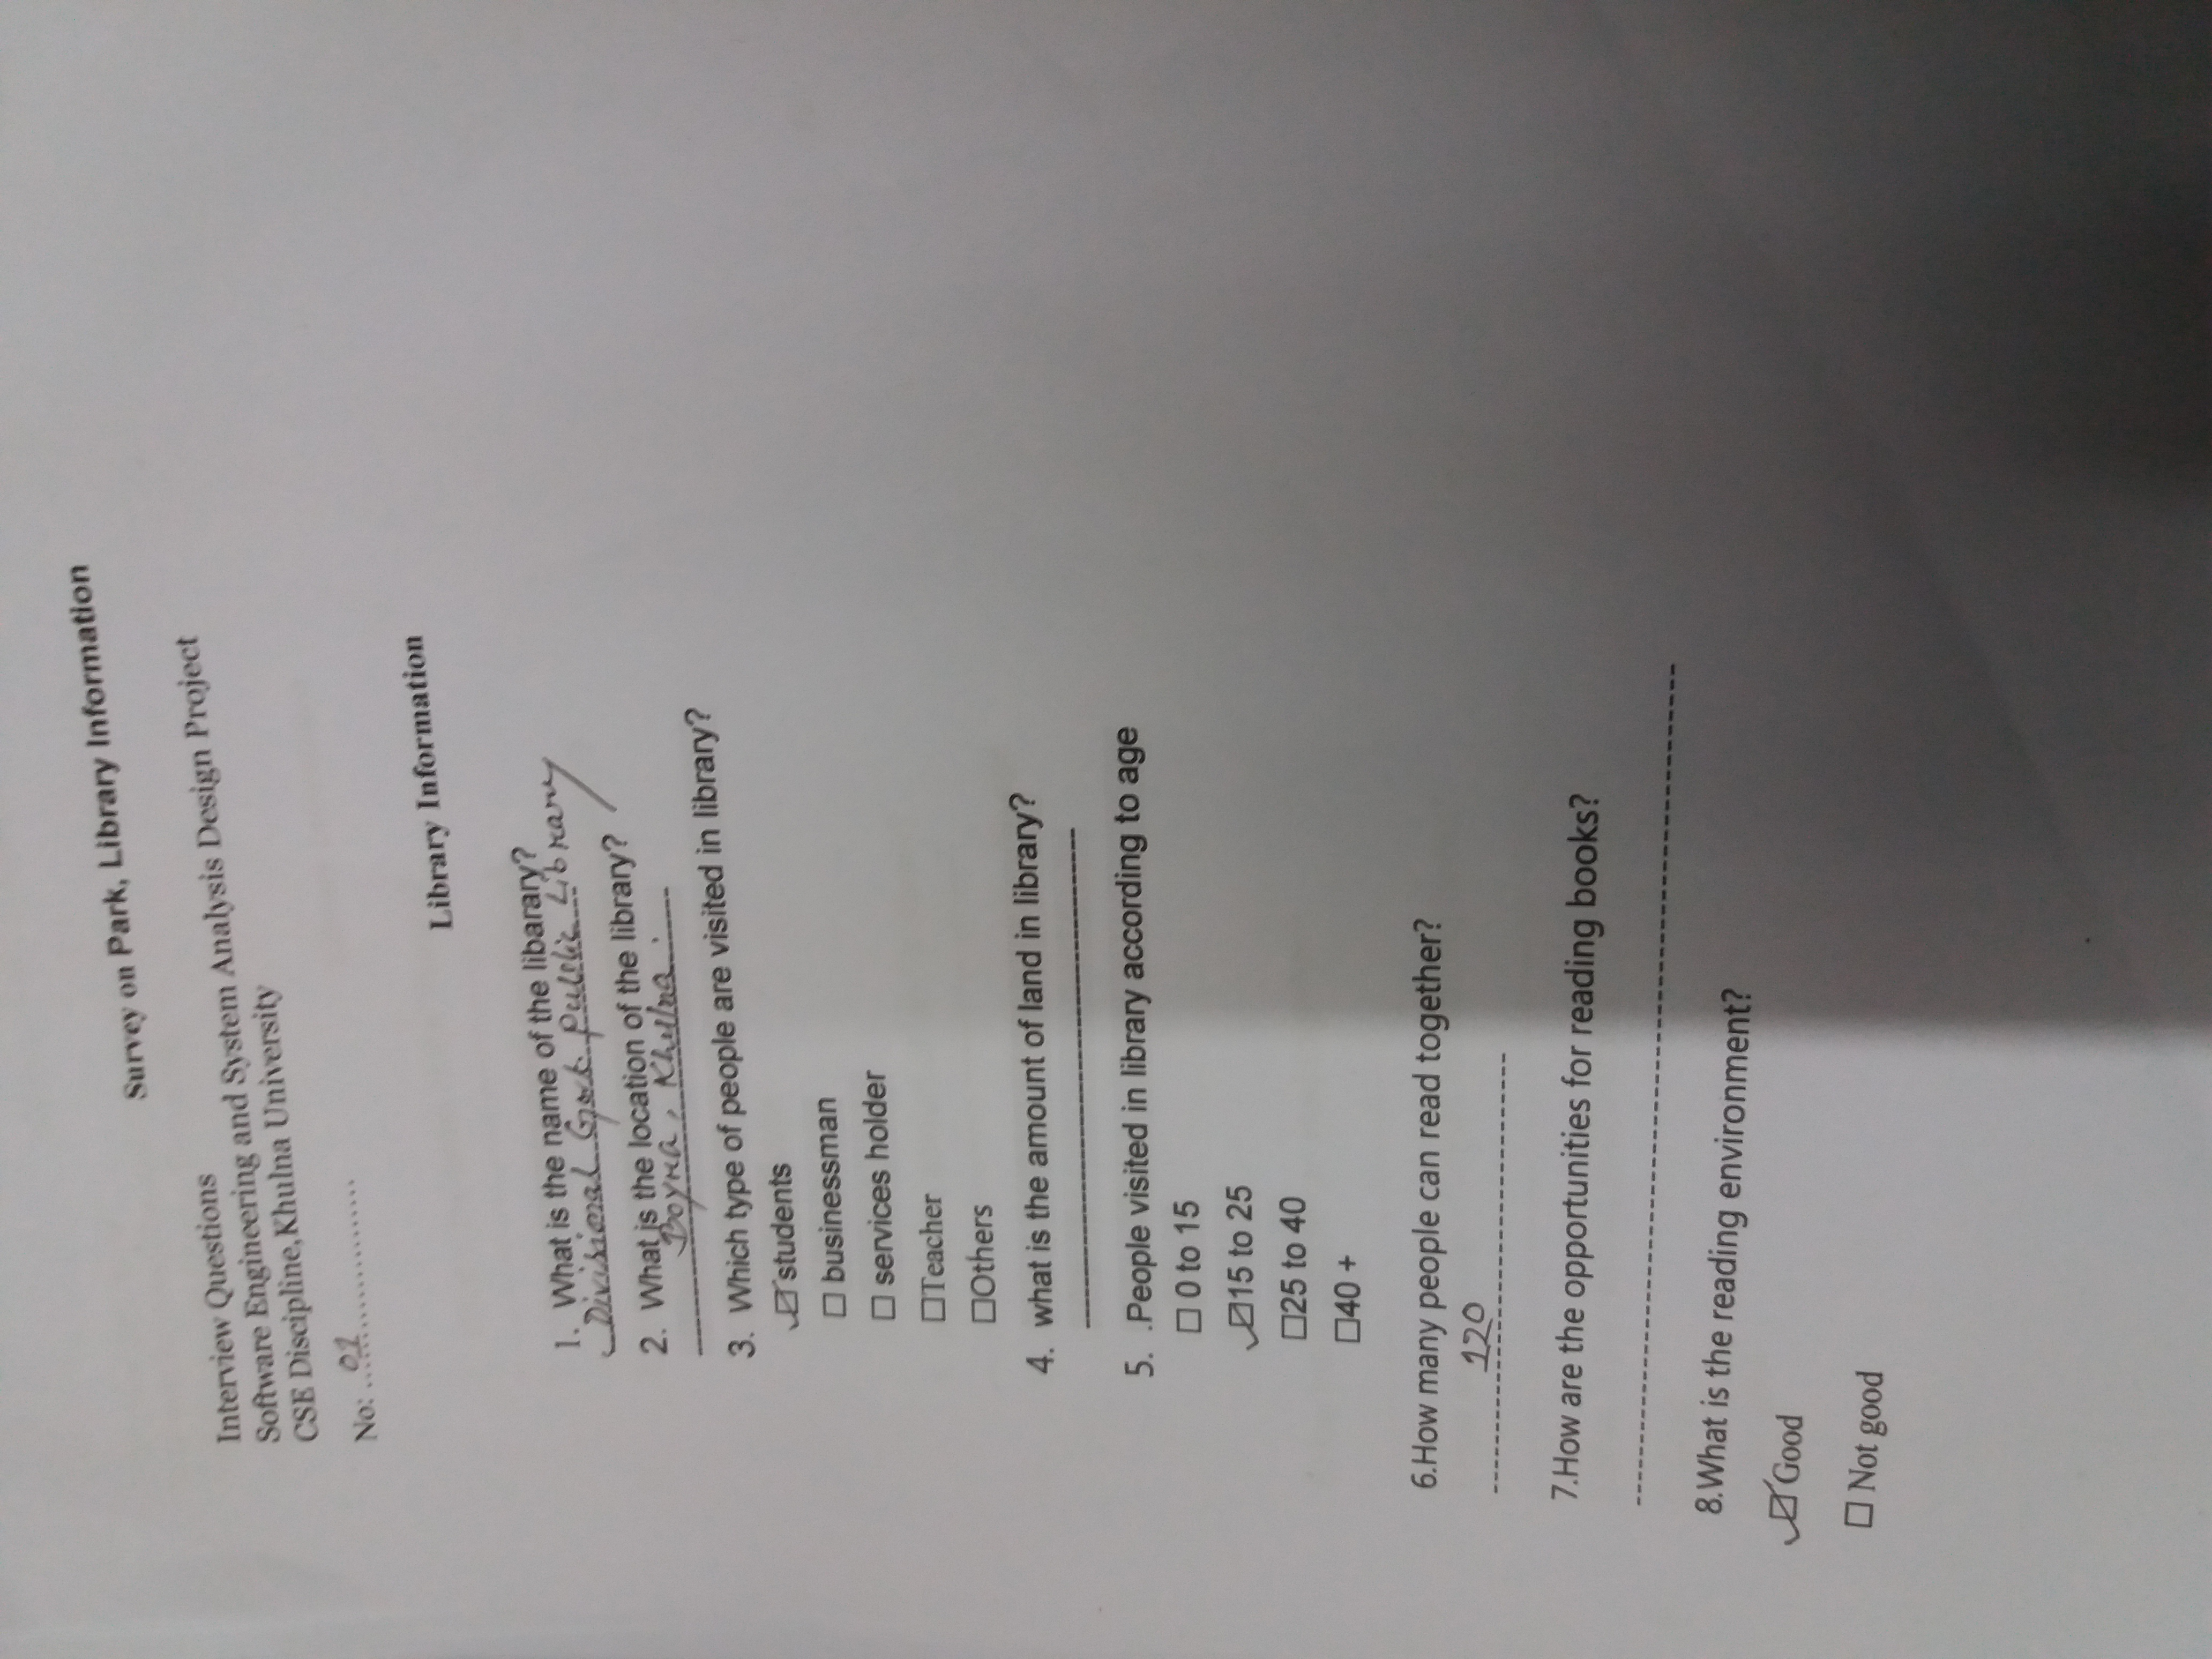 Survey on Park, Library Information
Interview Questions
Software Engineering and System Analysis Design Project
CSE Discipline, Khulna University
No: ...01...............
Library Information
1. What is the name of the libarary?
Divisional Govt. Public Library
2. What is the location of the library?
Boyra, Khulna.
3. Which type of people are visited in library?
☑ students
☐ businessman
☐ services holder
☐Teacher
☐Others
4. what is the amount of land in library?
5. .People visited in library according to age
☐ 0 to 15
☑15 to 25
☐25 to 40
☐40 +
6.How many people can read together?
120
7.How are the opportunities for reading books?
8.What is the reading environment?
☑Good
☐ Not good